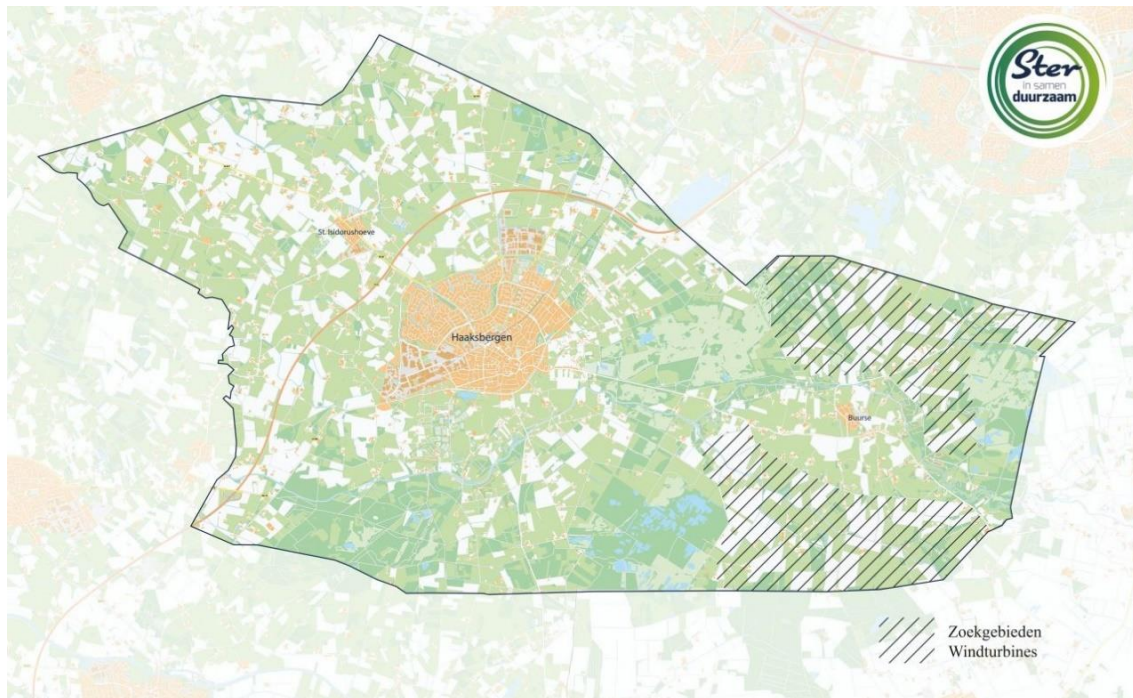 Ster
in samen
duurzaam
St. Isidorushoeve
Haaksbergen
Buurse
Zoekgebieden
Windturbines